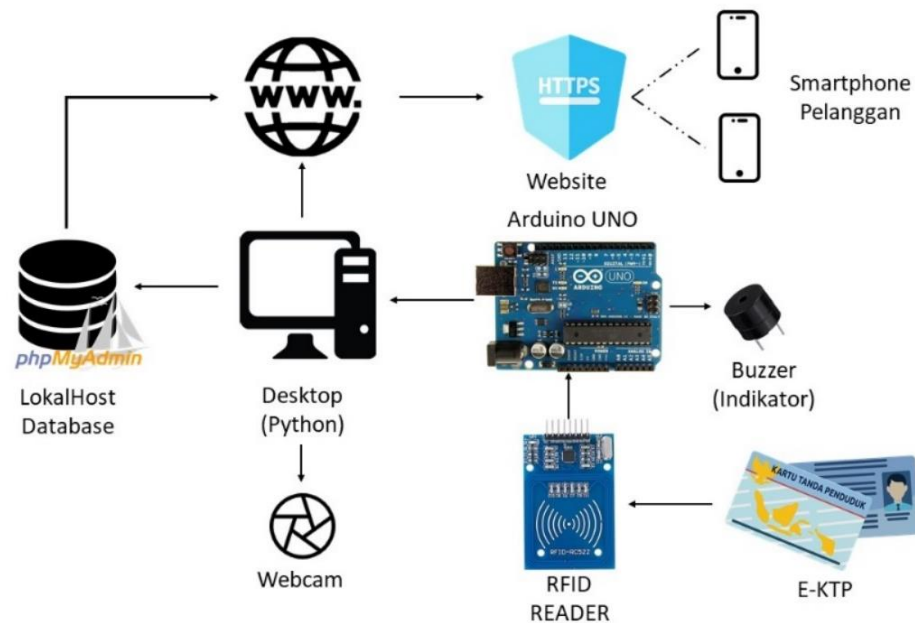 WWW.
HTTPS
Smartphone
Pelanggan
Website
Arduino UNO
ARDUINO
UNO
phpMyAdmin
LokalHost
Database
Desktop
(Python)
Buzzer
(Indikator)
KARTU TANDA PENDUDUK
RFID-RC522
Webcam
RFID
READER
E-KTP